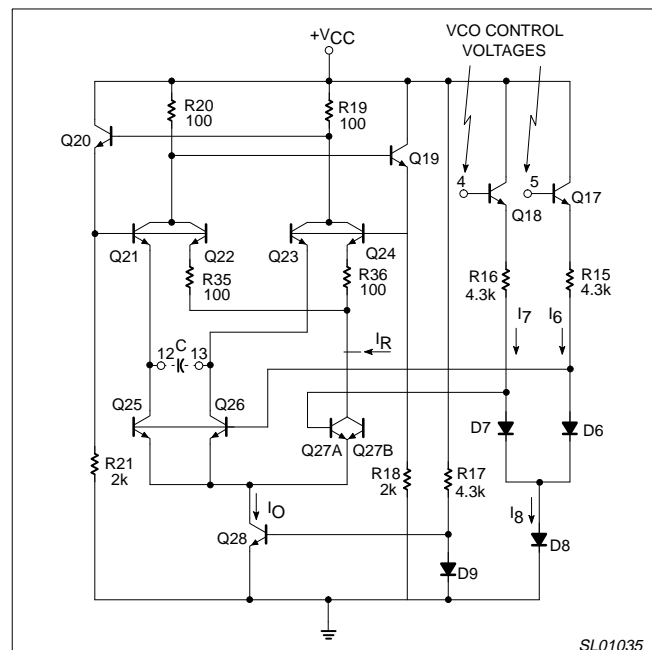 +VCC
VCO CONTROL
VOLTAGES
R20
100
R19
100
Q20
Q19
4
5
Q18
Q17
Q21
Q22
Q23
Q24
R35
100
R36
100
R16
4.3k
R15
4.3k
I7
I6
IR
12
C
13
Q25
Q26
Q27A
Q27B
D7
D6
R21
2k
R18
2k
R17
4.3k
IO
I8
Q28
D8
D9
SL01035